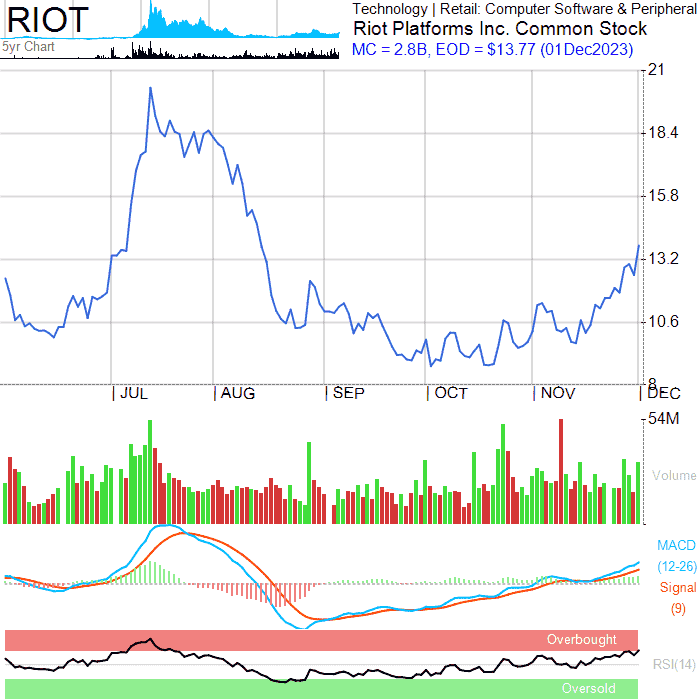 RIOT
5yr Chart
Technology | Retail: Computer Software & Peripheral
Riot Platforms Inc. Common Stock
MC = 2.8B, EOD = $13.77 (01Dec2023)
21
18.4
15.8
13.2
10.6
8
JUL
AUG
SEP
OCT
NOV
DEC
54M
Volume
MACD
(12-26)
Signal
(9)
Overbought
RSI(14)
Oversold